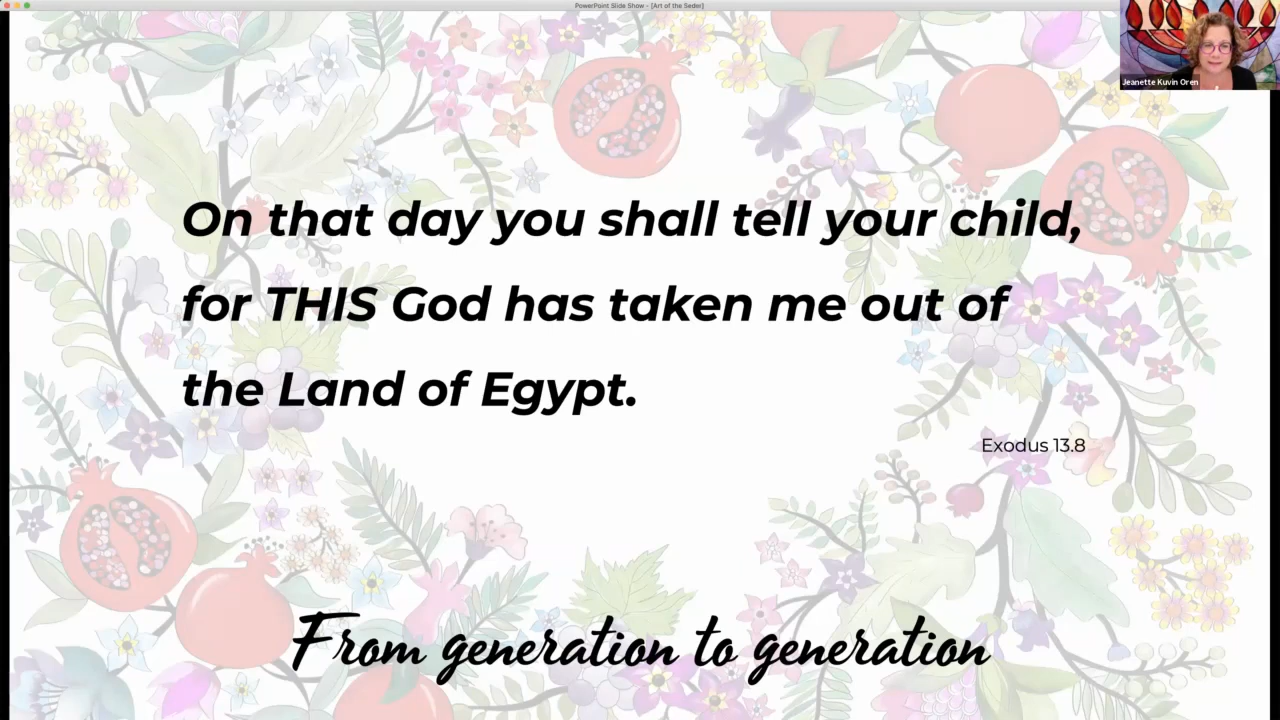 PowerPoint Slide Show - [Art of the Seder]
Jeanette Kuvin Oren
On that day you shall tell your child,
for THIS God has taken me out of
the Land of Egypt.
Exodus 13.8
From generation to generation